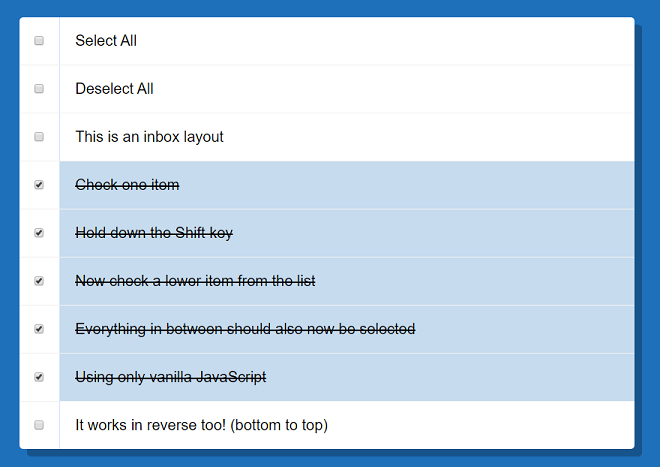 Select All
Deselect All
This is an inbox layout
Check one item
Hold down the Shift key
Now check a lower item from the list
Everything in between should also now be selected
Using only vanilla JavaScript
It works in reverse too! (bottom to top)